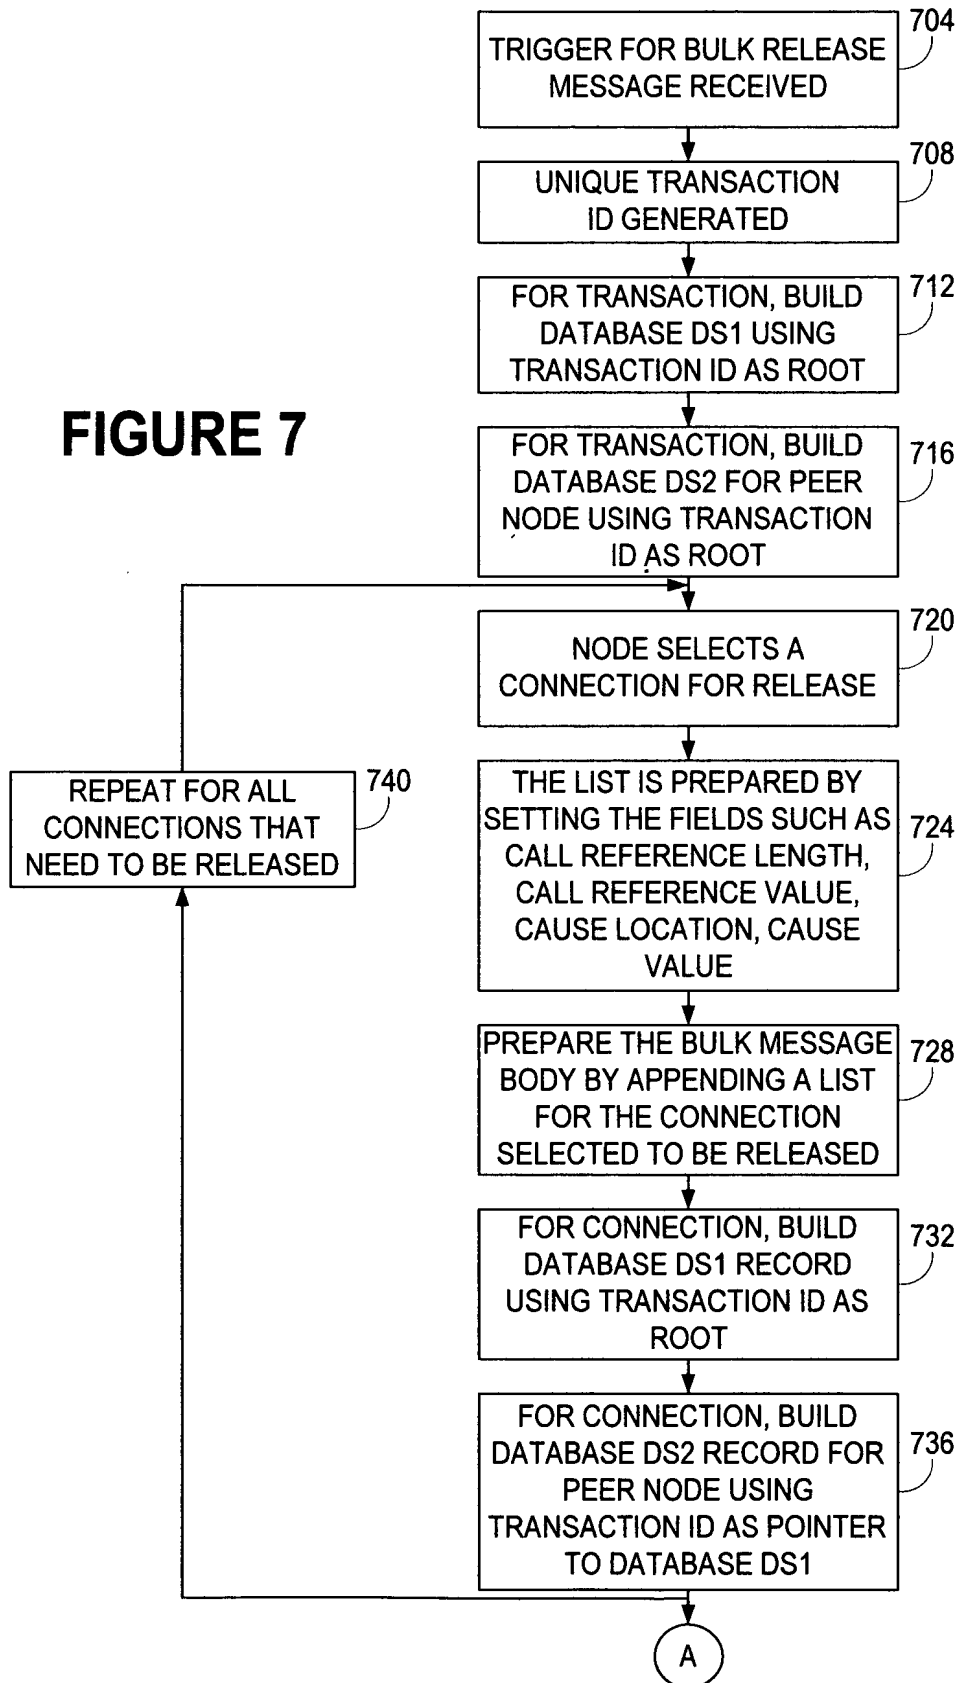 704
TRIGGER FOR BULK RELEASE
MESSAGE RECEIVED
708
UNIQUE TRANSACTION
ID GENERATED
712
FOR TRANSACTION, BUILD
DATABASE DS1 USING
TRANSACTION ID AS ROOT
FIGURE 7
716
FOR TRANSACTION, BUILD
DATABASE DS2 FOR PEER
NODE USING TRANSACTION
ID AS ROOT
720
NODE SELECTS A
CONNECTION FOR RELEASE
740
REPEAT FOR ALL
CONNECTIONS THAT
NEED TO BE RELEASED
724
THE LIST IS PREPARED BY
SETTING THE FIELDS SUCH AS
CALL REFERENCE LENGTH,
CALL REFERENCE VALUE,
CAUSE LOCATION, CAUSE
VALUE
728
PREPARE THE BULK MESSAGE
BODY BY APPENDING A LIST
FOR THE CONNECTION
SELECTED TO BE RELEASED
732
FOR CONNECTION, BUILD
DATABASE DS1 RECORD
USING TRANSACTION ID AS
ROOT
736
FOR CONNECTION, BUILD
DATABASE DS2 RECORD FOR
PEER NODE USING
TRANSACTION ID AS POINTER
TO DATABASE DS1
A